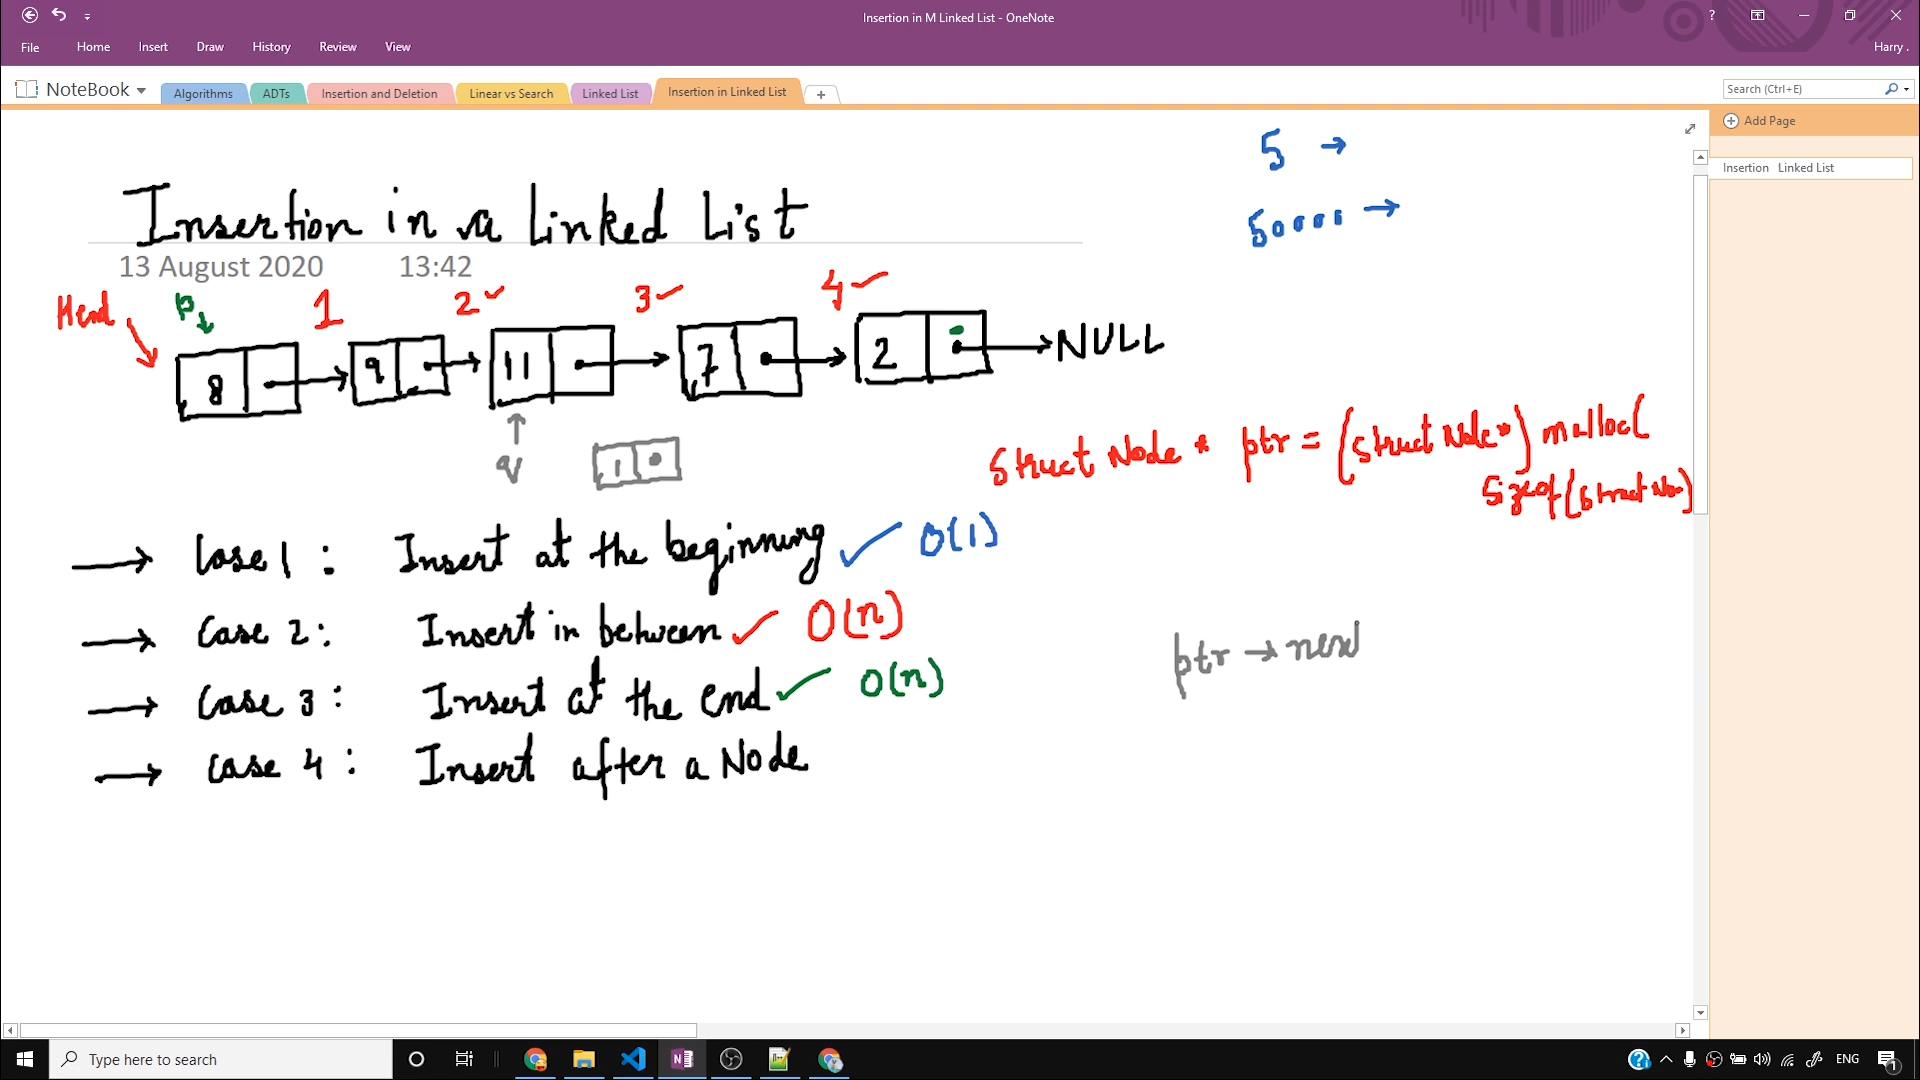 Insertion in M Linked List - OneNote
?
File Home Insert Draw History Review View
Harry .
NoteBook Algorithms ADTs Insertion and Deletion Linear vs Search Linked List Insertion in Linked List
Search (Ctrl+E)
Add Page
Insertion Linked List
5 →
50000 →
Insertion in a Linked List
13 August 2020 13:42
Head p 1 2 3 4
8 9 11 7 2 NULL
q 1
Struct Node * ptr = (Struct Node*) malloc(
Sizeof(Struct Node)
Case 1 : Insert at the beginning O(1)
Case 2 : Insert in between O(n)
ptr → next
Case 3 : Insert at the end O(n)
Case 4 : Insert after a Node
Type here to search
ENG
1